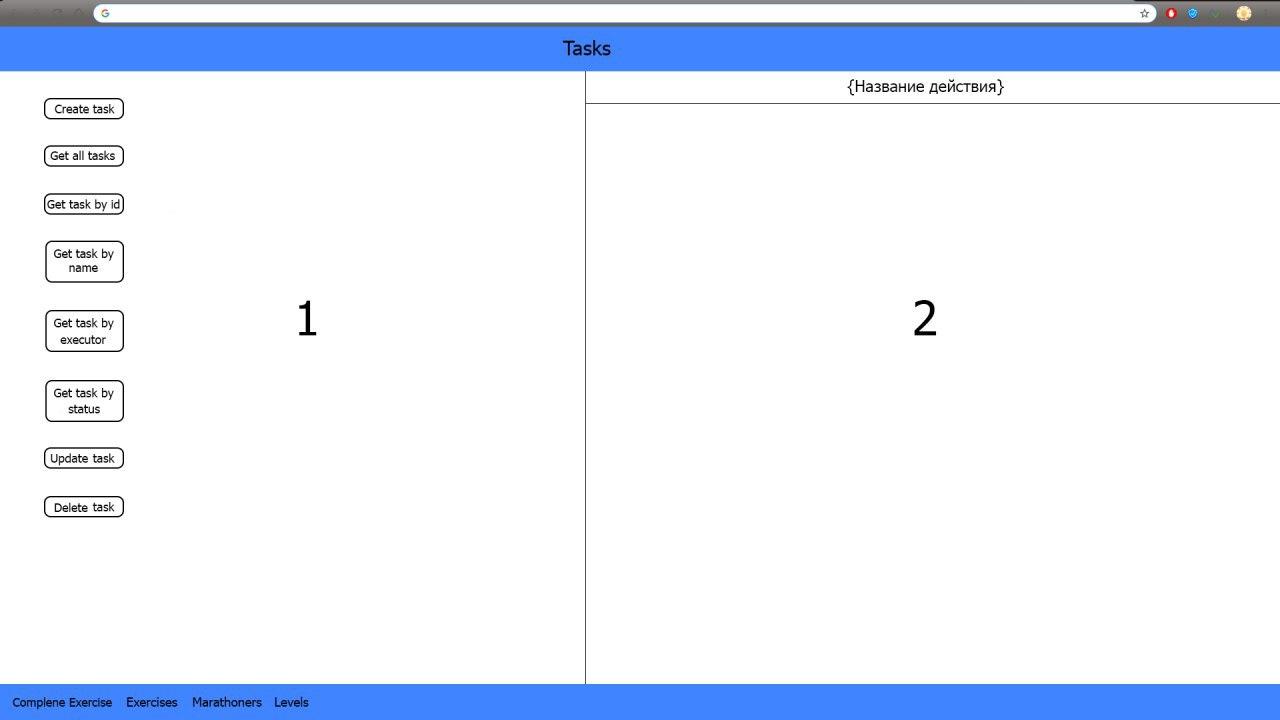 Tasks
{Название действия}
Create task
Get all tasks
Get task by id
Get task by
name
Get task by
executor
Get task by
status
Update task
Delete task
1
2
Complene Exercise Exercises Marathoners Levels